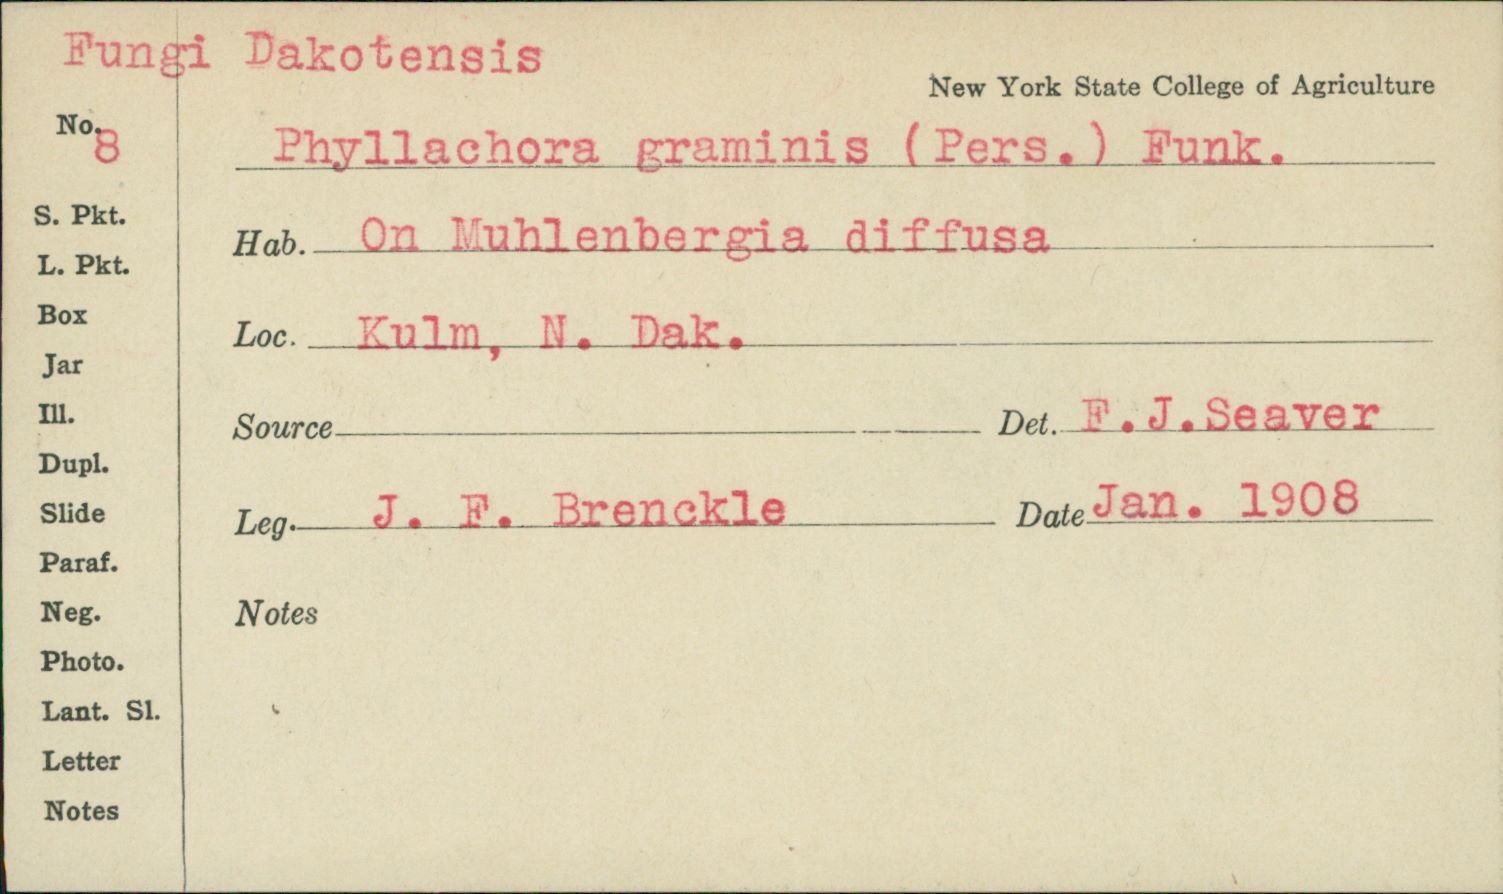 Fungi Dakotensis
New York State College of Agriculture
No. 8
Phyllachora graminis (Pers.) Funk.
S. Pkt.
Hab. On Muhlenbergia diffusa
L. Pkt.
Box
Loc. Kulm, N. Dak.
Jar
Ill.
Source Det. F.J.Seaver
Dupl.
Slide
Leg. J. F. Brenckle Date Jan. 1908
Paraf.
Neg.
Notes
Photo.
Lant. Sl.
Letter
Notes